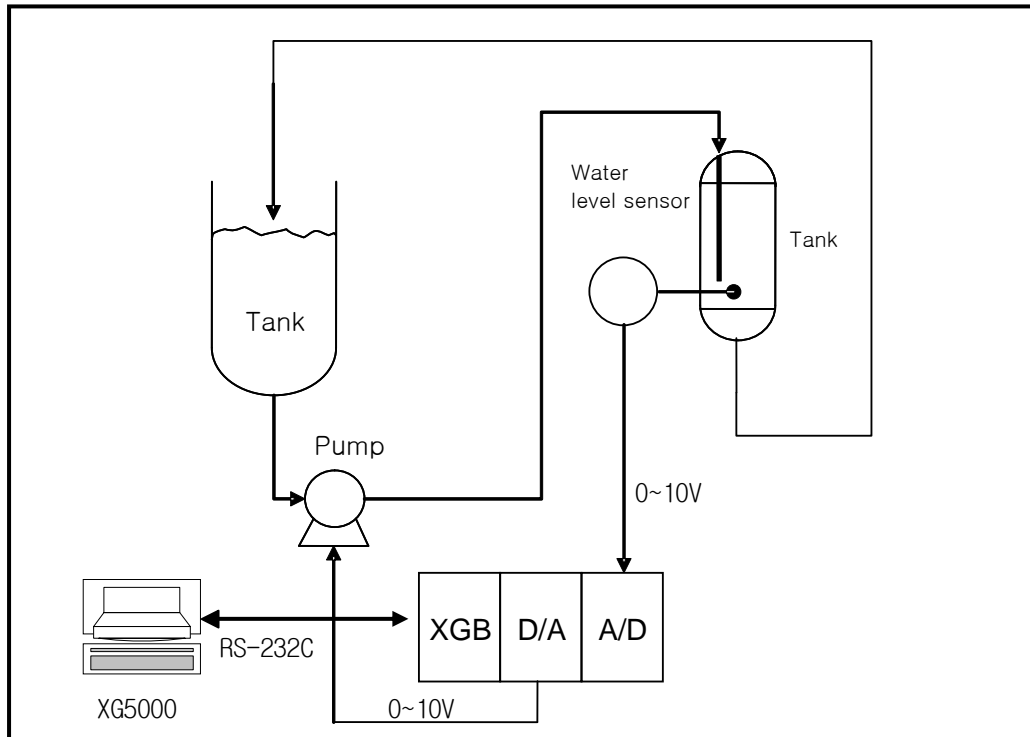 Water
level sensor
Tank
Tank
Pump
0~10V
XGB
D/A
A/D
RS-232C
XG5000
0~10V